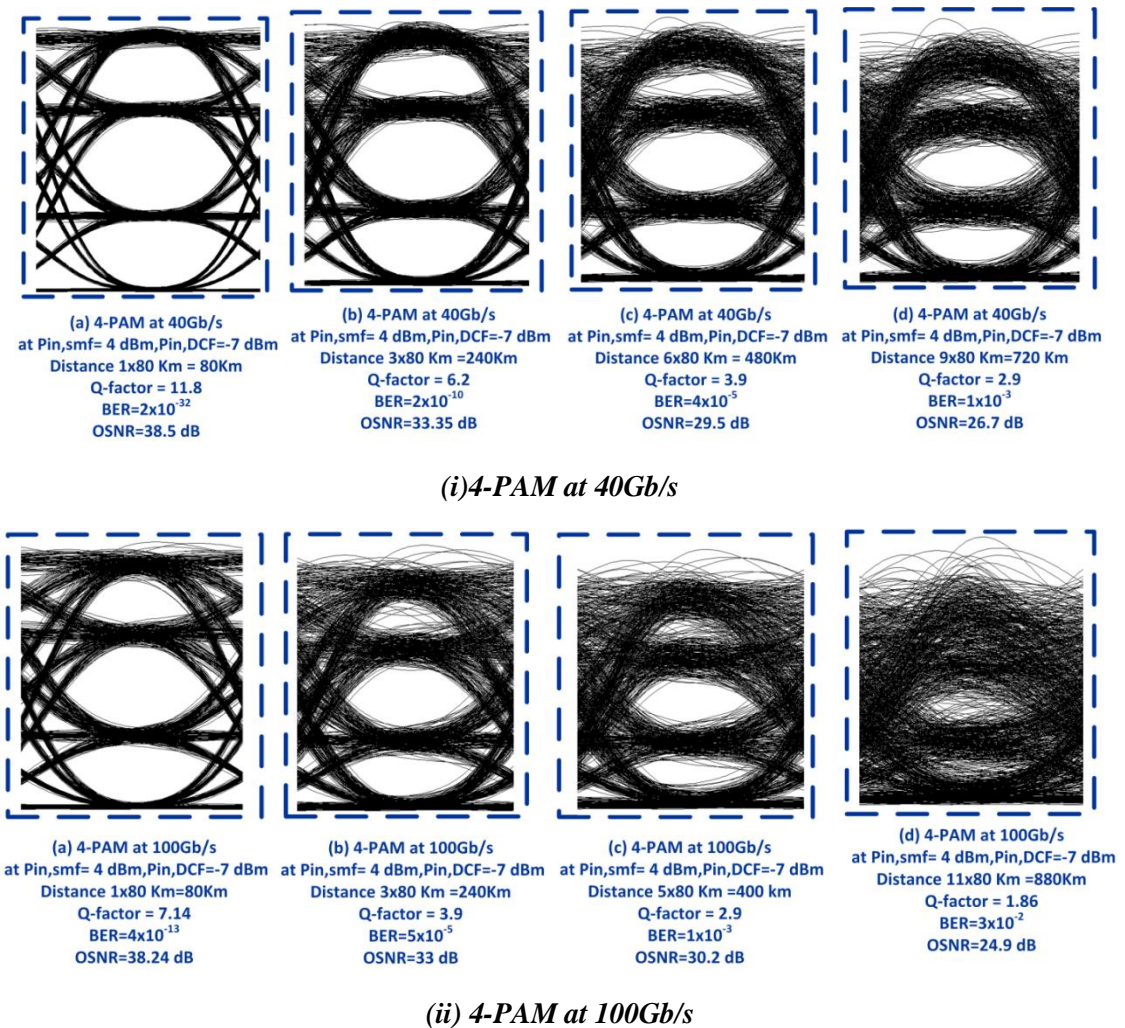 (a) 4-PAM at 40Gb/s
at Pin,smf= 4 dBm,Pin,DCF=-7 dBm
Distance 1x80 Km = 80Km
Q-factor = 11.8
BER=2x10^-32
OSNR=38.5 dB
(b) 4-PAM at 40Gb/s
at Pin,smf= 4 dBm,Pin,DCF=-7 dBm
Distance 3x80 Km =240Km
Q-factor = 6.2
BER=2x10^-10
OSNR=33.35 dB
(c) 4-PAM at 40Gb/s
at Pin,smf= 4 dBm,Pin,DCF=-7 dBm
Distance 6x80 Km = 480Km
Q-factor = 3.9
BER=4x10^-5
OSNR=29.5 dB
(d) 4-PAM at 40Gb/s
at Pin,smf= 4 dBm,Pin,DCF=-7 dBm
Distance 9x80 Km=720 Km
Q-factor = 2.9
BER=1x10^-3
OSNR=26.7 dB
(i)4-PAM at 40Gb/s
(a) 4-PAM at 100Gb/s
at Pin,smf= 4 dBm,Pin,DCF=-7 dBm
Distance 1x80 Km=80Km
Q-factor = 7.14
BER=4x10^-13
OSNR=38.24 dB
(b) 4-PAM at 100Gb/s
at Pin,smf= 4 dBm,Pin,DCF=-7 dBm
Distance 3x80 Km =240Km
Q-factor = 3.9
BER=5x10^-5
OSNR=33 dB
(c) 4-PAM at 100Gb/s
at Pin,smf= 4 dBm,Pin,DCF=-7 dBm
Distance 5x80 Km =400 km
Q-factor = 2.9
BER=1x10^-3
OSNR=30.2 dB
(d) 4-PAM at 100Gb/s
at Pin,smf= 4 dBm,Pin,DCF=-7 dBm
Distance 11x80 Km =880Km
Q-factor = 1.86
BER=3x10^-2
OSNR=24.9 dB
(ii) 4-PAM at 100Gb/s